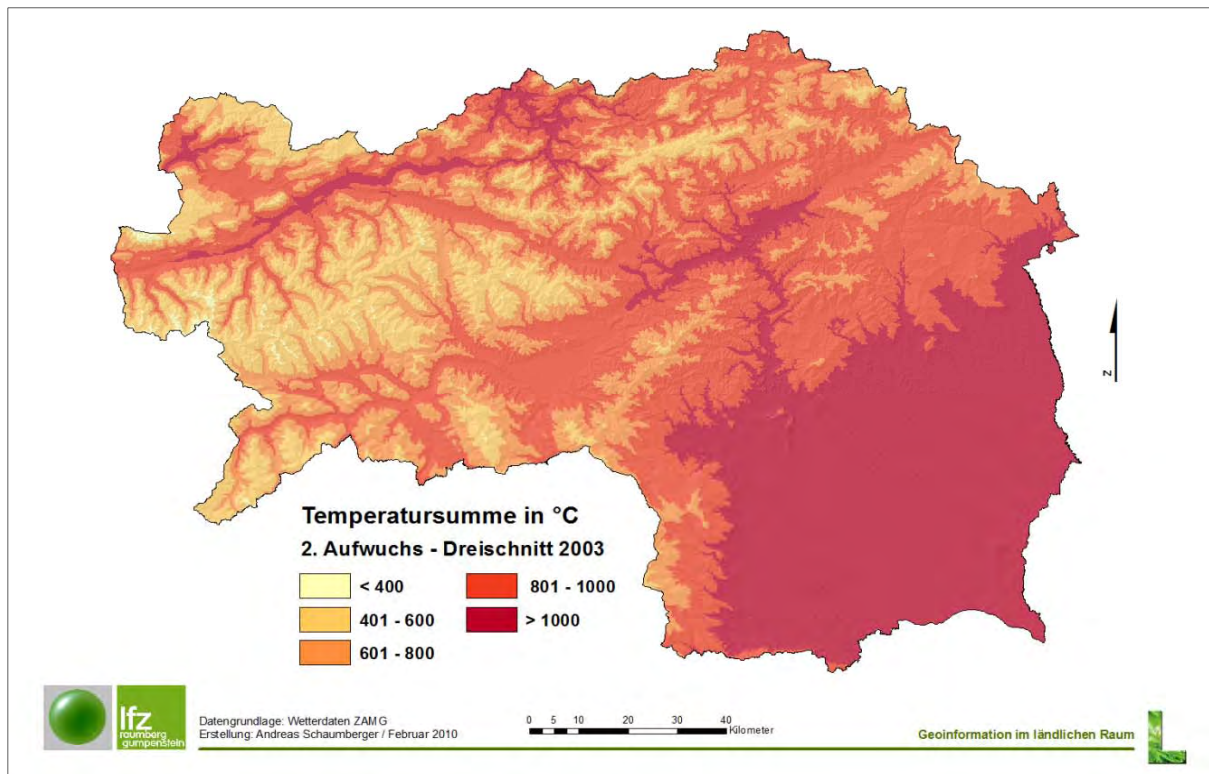 Z
Temperatursumme in °C
2. Aufwuchs - Dreischnitt 2003
< 400
801 - 1000
401 - 600
> 1000
601 - 800
lfz
raumberg
gumpenstein
Datengrundlage: Wetterdaten ZAMG
Erstellung: Andreas Schaumberger / Februar 2010
0 5 10 20 30 40
Kilometer
Geoinformation im ländlichen Raum